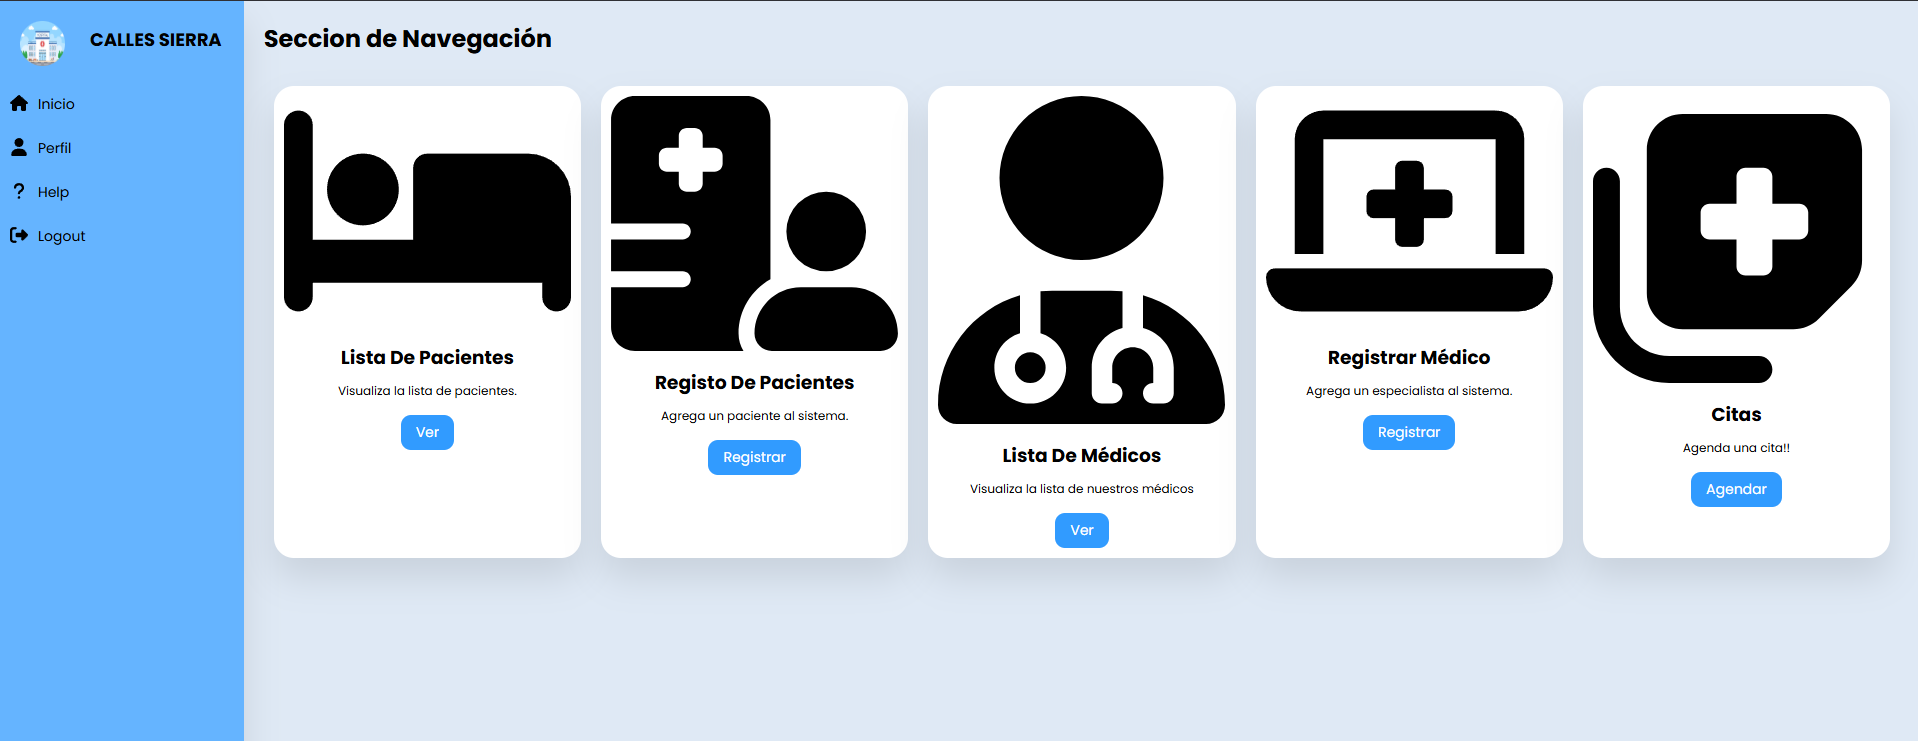 CALLES SIERRA
Inicio
Perfil
Help
Logout
Seccion de Navegación
Lista De Pacientes
Visualiza la lista de pacientes.
Ver
Registo De Pacientes
Agrega un paciente al sistema.
Registrar
Lista De Médicos
Visualiza la lista de nuestros médicos
Ver
Registrar Médico
Agrega un especialista al sistema.
Registrar
Citas
Agenda una cita!!
Agendar